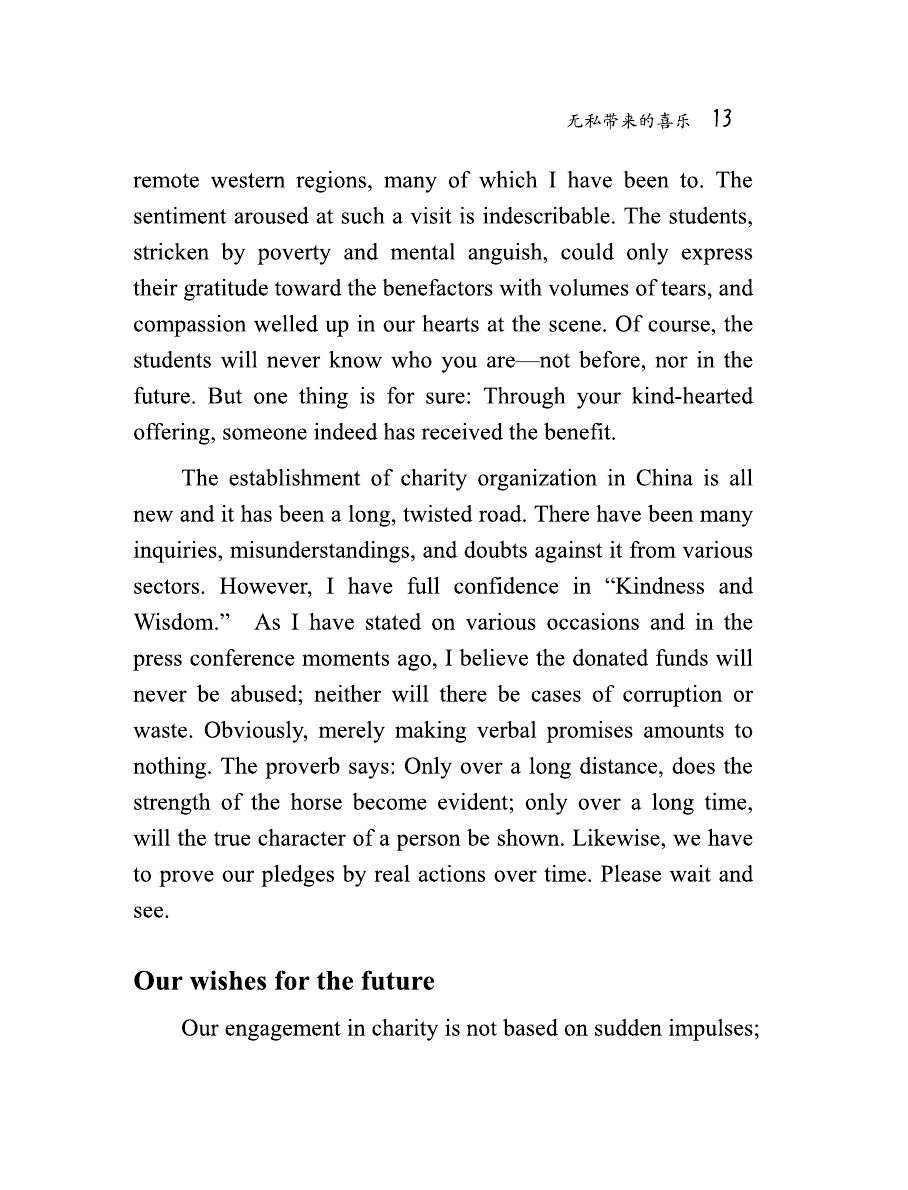 无私带来的喜乐 13
remote western regions, many of which I have been to. The
sentiment aroused at such a visit is indescribable. The students,
stricken by poverty and mental anguish, could only express
their gratitude toward the benefactors with volumes of tears, and
compassion welled up in our hearts at the scene. Of course, the
students will never know who you are—not before, nor in the
future. But one thing is for sure: Through your kind-hearted
offering, someone indeed has received the benefit.
The establishment of charity organization in China is all
new and it has been a long, twisted road. There have been many
inquiries, misunderstandings, and doubts against it from various
sectors. However, I have full confidence in “Kindness and
Wisdom.” As I have stated on various occasions and in the
press conference moments ago, I believe the donated funds will
never be abused; neither will there be cases of corruption or
waste. Obviously, merely making verbal promises amounts to
nothing. The proverb says: Only over a long distance, does the
strength of the horse become evident; only over a long time,
will the true character of a person be shown. Likewise, we have
to prove our pledges by real actions over time. Please wait and
see.
Our wishes for the future
Our engagement in charity is not based on sudden impulses;